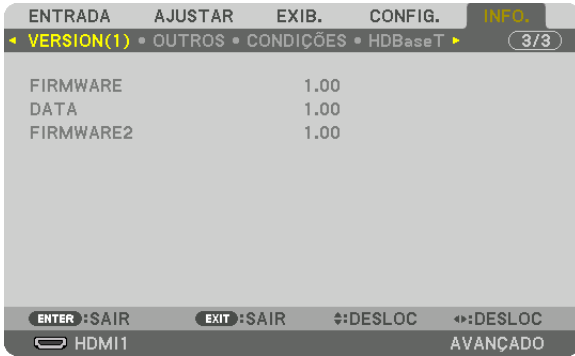 ENTRADA AJUSTAR EXIB. CONFIG. INFO.
◂ VERSION(1) • OUTROS • CONDIÇÕES • HDBaseT ▸ 3/3
FIRMWARE 1.00
DATA 1.00
FIRMWARE2 1.00
ENTER :SAIR EXIT :SAIR ♦:DESLOC ◂▸:DESLOC
HDMI1 AVANÇADO